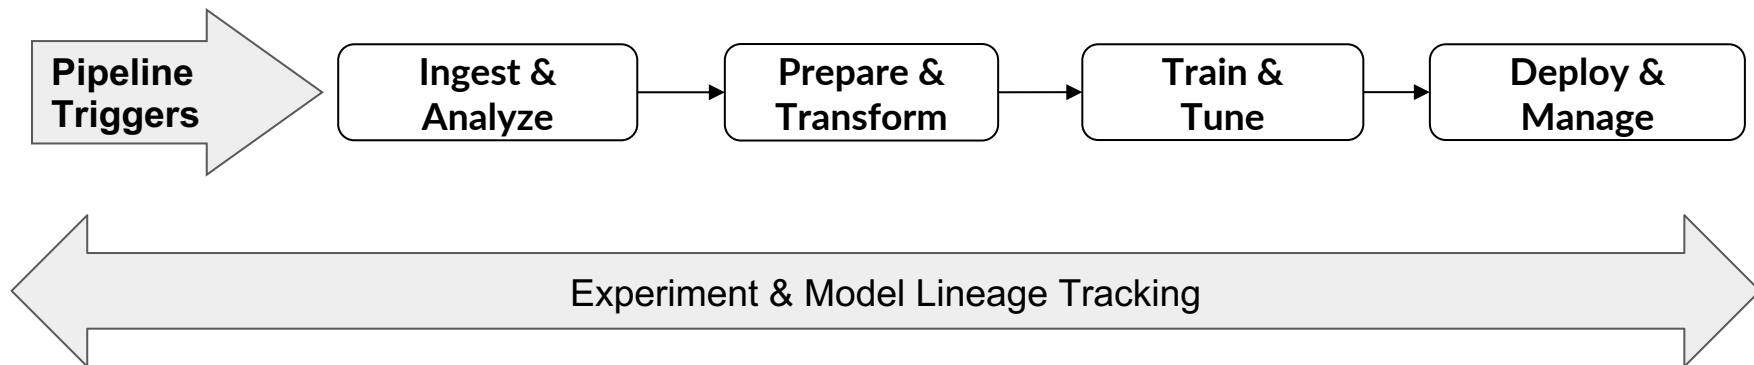 Pipeline
Triggers
Ingest &
Analyze
Prepare &
Transform
Train &
Tune
Deploy &
Manage
Experiment & Model Lineage Tracking